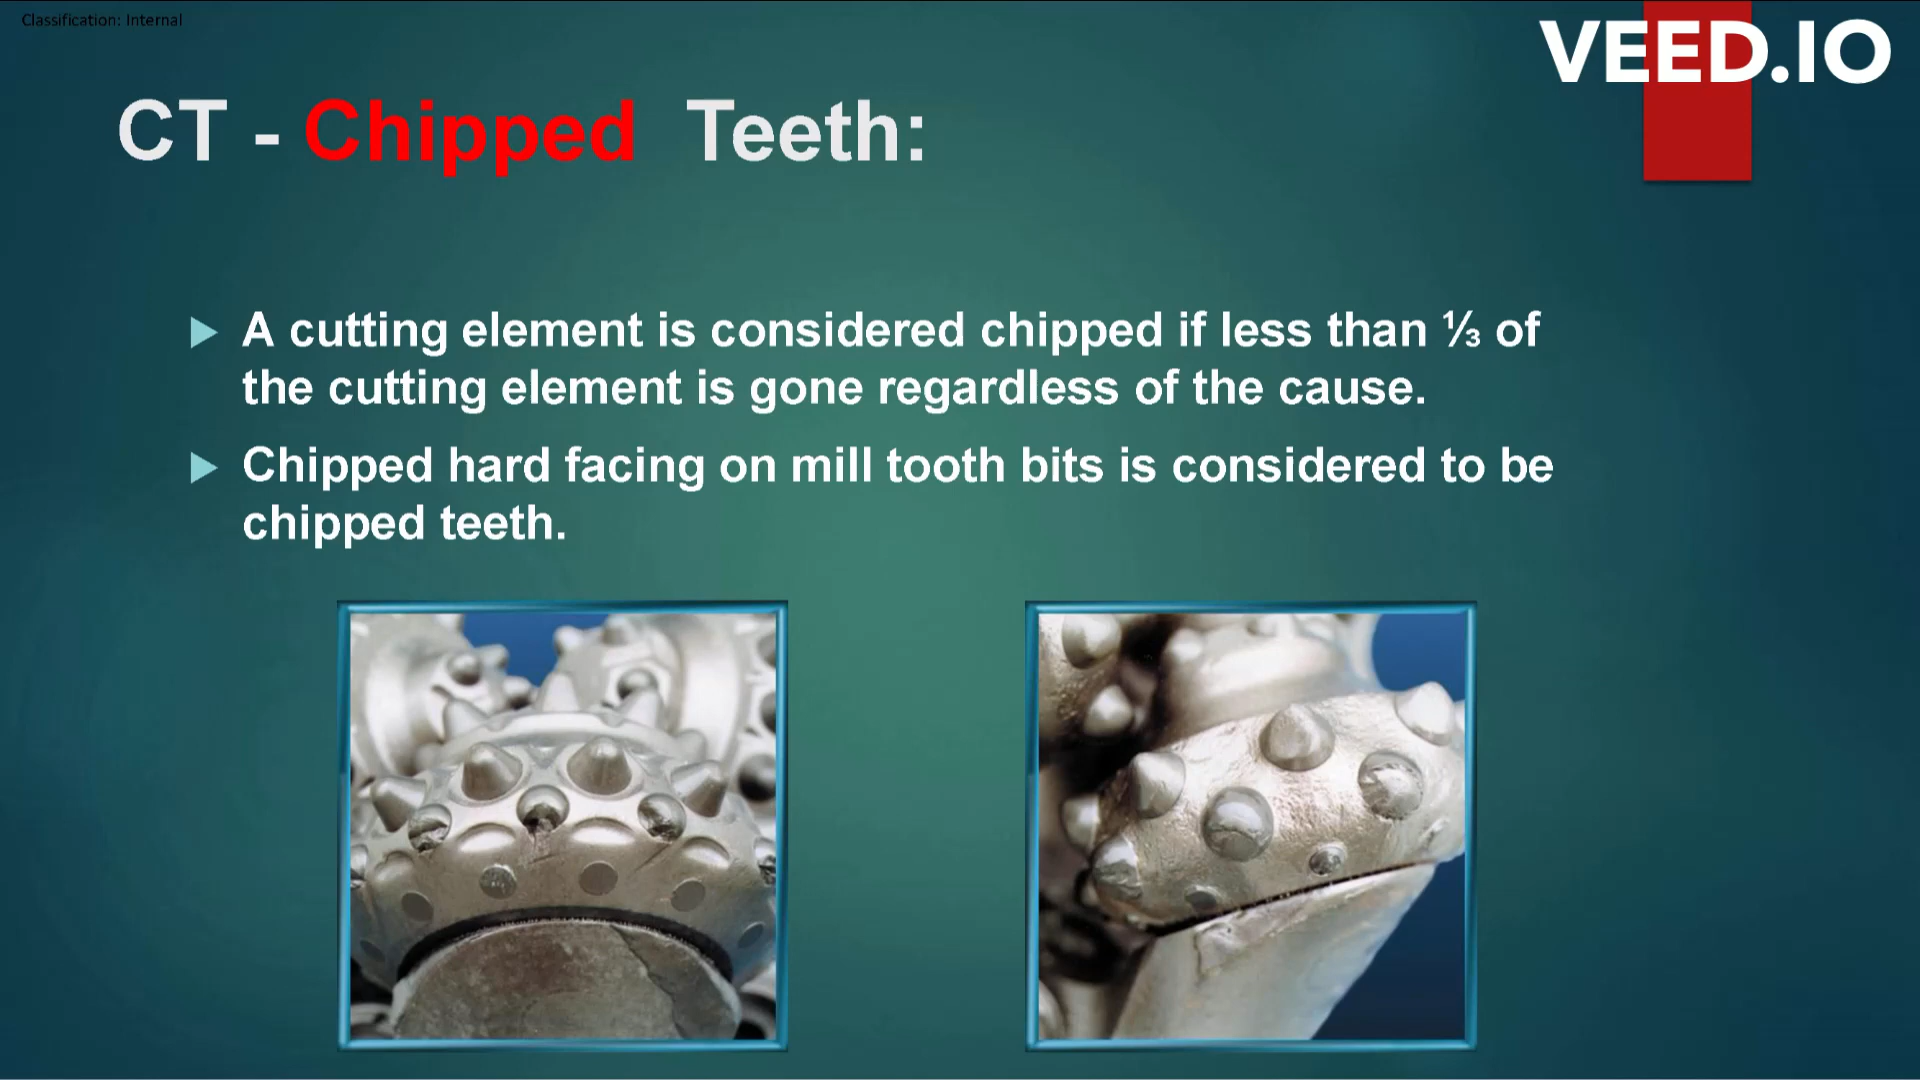 Classification: Internal
VEED.IO
CT - Chipped Teeth:
A cutting element is considered chipped if less than ⅓ of
the cutting element is gone regardless of the cause.
Chipped hard facing on mill tooth bits is considered to be
chipped teeth.